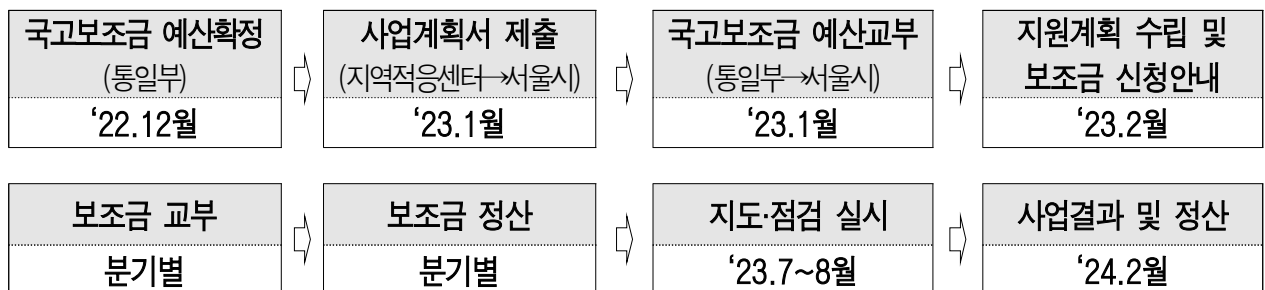 국고보조금 예산확정
(통일부)
‘22.12월
사업계획서 제출
(지역적응센터→서울시)
‘23.1월
국고보조금 예산교부
(통일부→서울시)
‘23.1월
지원계획 수립 및
보조금 신청안내
‘23.2월
보조금 교부
분기별
보조금 정산
분기별
지도·점검 실시
‘23.7~8월
사업결과 및 정산
‘24.2월